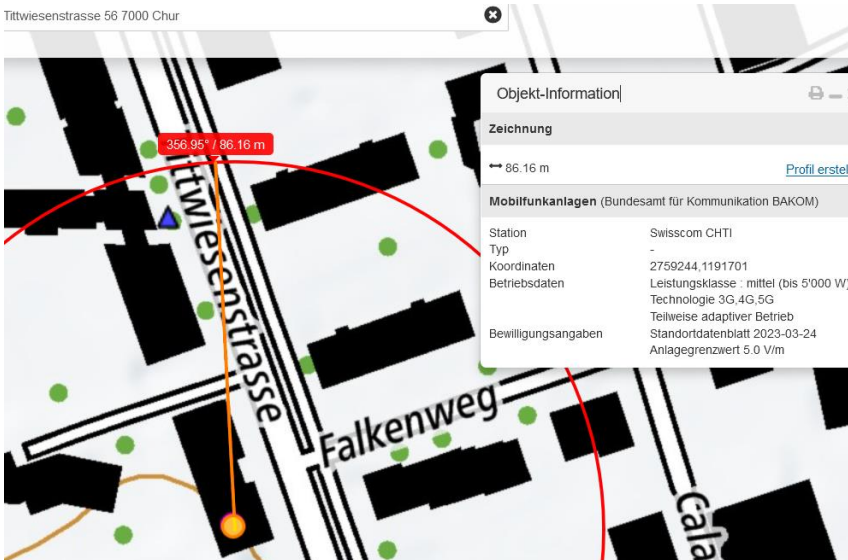 Tittwiesenstrasse 56 7000 Chur
Objekt-Information
Zeichnung
86.16 m
Profil erstel
Mobilfunkanlagen (Bundesamt für Kommunikation BAKOM)
Station Swisscom CHTI
Typ -
Koordinaten 2759244,1191701
Betriebsdaten Leistungsklasse : mittel (bis 5'000 W)
Technologie 3G,4G,5G
Teilweise adaptiver Betrieb
Bewilligungsangaben Standortdatenblatt 2023-03-24
Anlagegrenzwert 5.0 V/m
356.95° / 86.16 m
ittwiesenstrasse
Falkenweg
Cala